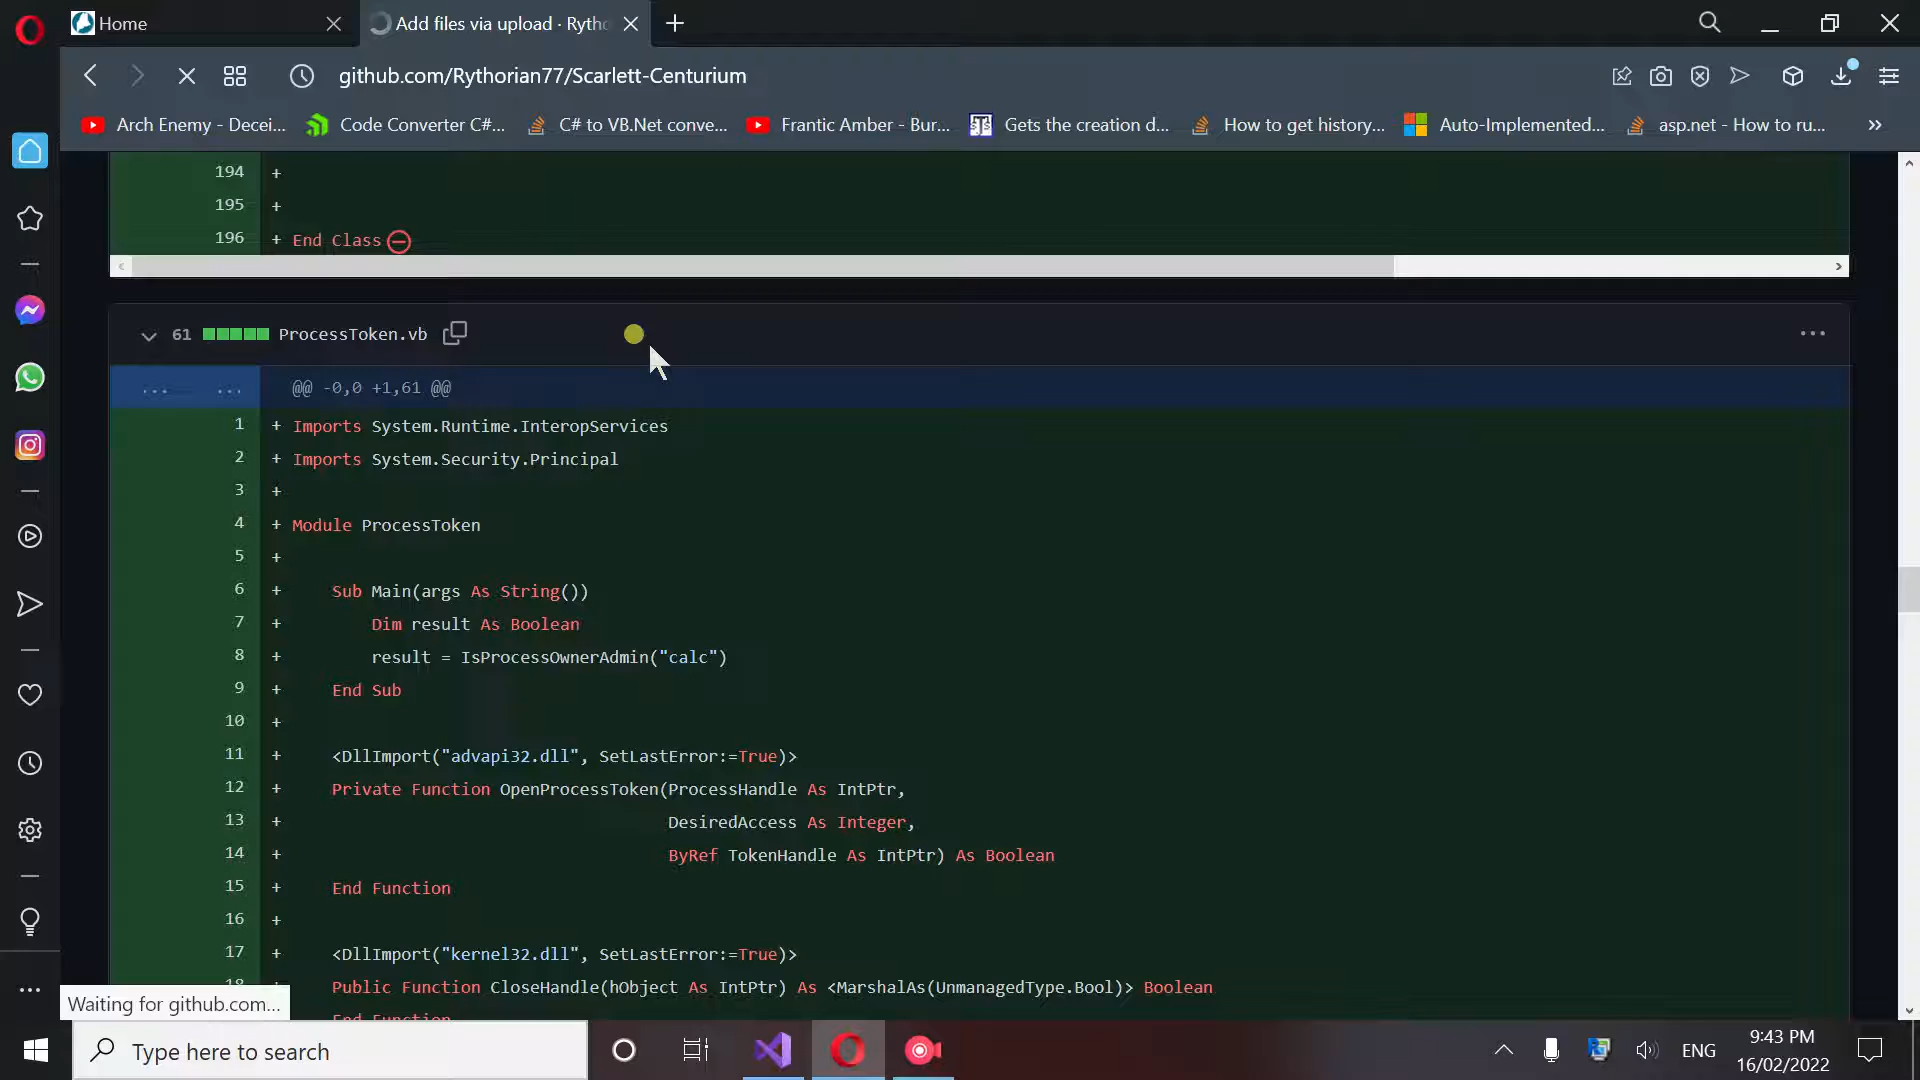 Home
Add files via upload · Rytho
github.com/Rythorian77/Scarlett-Centurium
Arch Enemy - Decei...
Code Converter C#...
C# to VB.Net conve...
Frantic Amber - Bur...
Gets the creation d...
How to get history...
Auto-Implemented...
asp.net - How to ru...
194 +
195 +
196 + End Class
61 ProcessToken.vb
... ... @@ -0,0 +1,61 @@
1 + Imports System.Runtime.InteropServices
2 + Imports System.Security.Principal
3 +
4 + Module ProcessToken
5 +
6 + Sub Main(args As String())
7 + Dim result As Boolean
8 + result = IsProcessOwnerAdmin("calc")
9 + End Sub
10 +
11 + <DllImport("advapi32.dll", SetLastError:=True)>
12 + Private Function OpenProcessToken(ProcessHandle As IntPtr,
13 + DesiredAccess As Integer,
14 + ByRef TokenHandle As IntPtr) As Boolean
15 + End Function
16 +
17 + <DllImport("kernel32.dll", SetLastError:=True)>
18 Public Function CloseHandle(hObject As IntPtr) As <MarshalAs(UnmanagedType.Bool)> Boolean
End Function
Waiting for github.com...
Type here to search
ENG
9:43 PM
16/02/2022